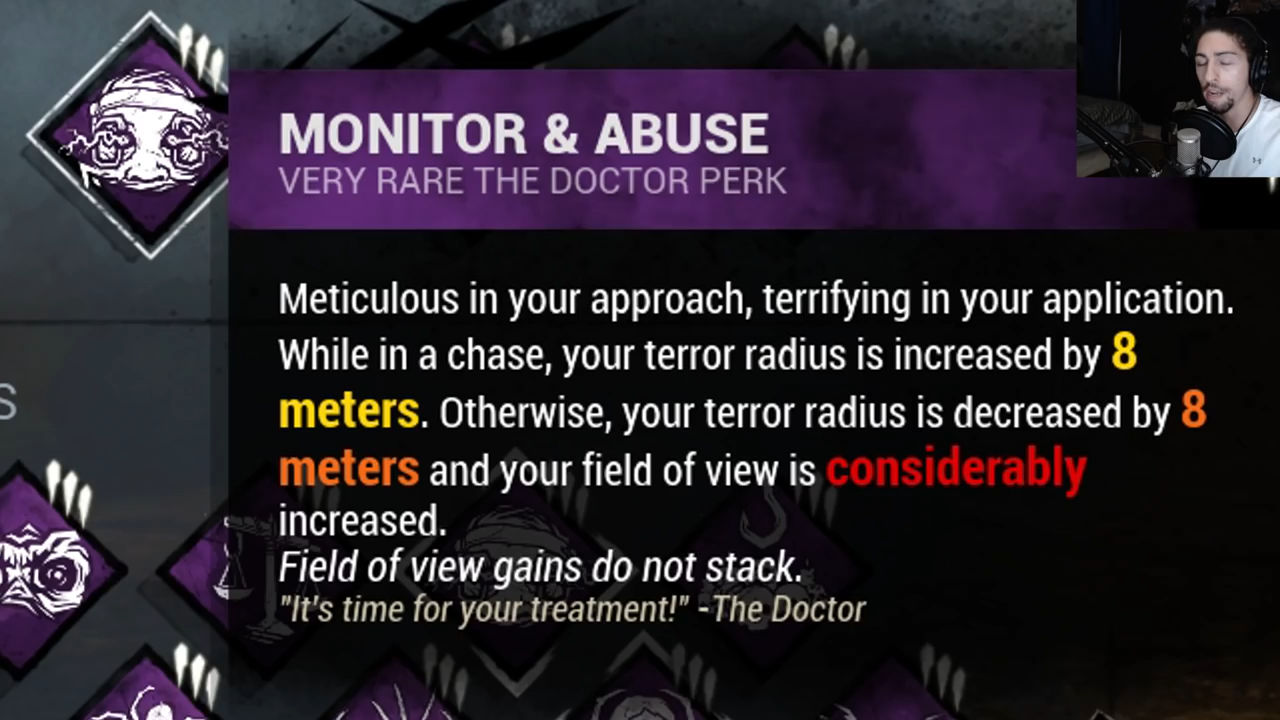 MONITOR & ABUSE
VERY RARE THE DOCTOR PERK
Meticulous in your approach, terrifying in your application.
While in a chase, your terror radius is increased by 8
meters. Otherwise, your terror radius is decreased by 8
meters and your field of view is considerably
increased.
Field of view gains do not stack.
"It's time for your treatment!" -The Doctor
S